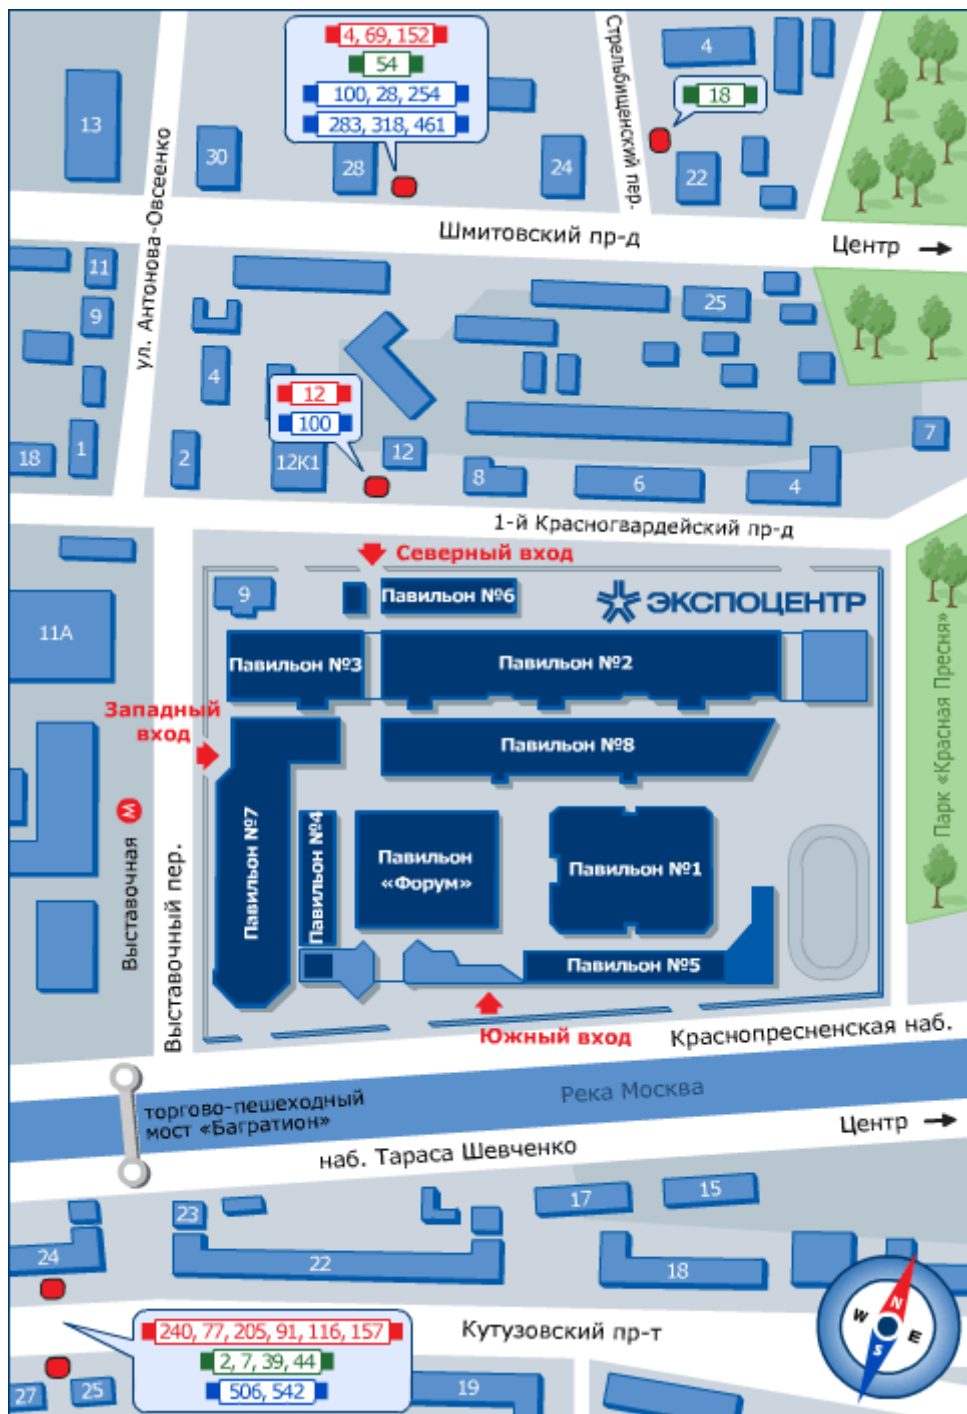 4, 69, 152
54
100, 28, 254
283, 318, 461
Стрельбищенский пер.
4
18
13
30
28
24
22
ул. Антонова-Овсеенко
Шмитовский пр-д
Центр
11
9
25
4
12
100
7
1
18
2
12К1
12
8
6
4
1-й Красногвардейский пр-д
Северный вход
9
Павильон №6
ЭКСПОЦЕНТР
11А
Павильон №3
Павильон №2
Западный
вход
Павильон №8
Парк «Красная Пресня»
М
Выставочная
Выставочный пер.
Павильон №7
Павильон №4
Павильон
«Форум»
Павильон №1
Павильон №5
Южный вход
Краснопресненская наб.
Река Москва
торгово-пешеходный
мост «Багратион»
Центр
наб. Тараса Шевченко
23
17
15
24
22
18
N
W
E
S
240, 77, 205, 91, 116, 157
2, 7, 39, 44
506, 542
Кутузовский пр-т
27
25
19